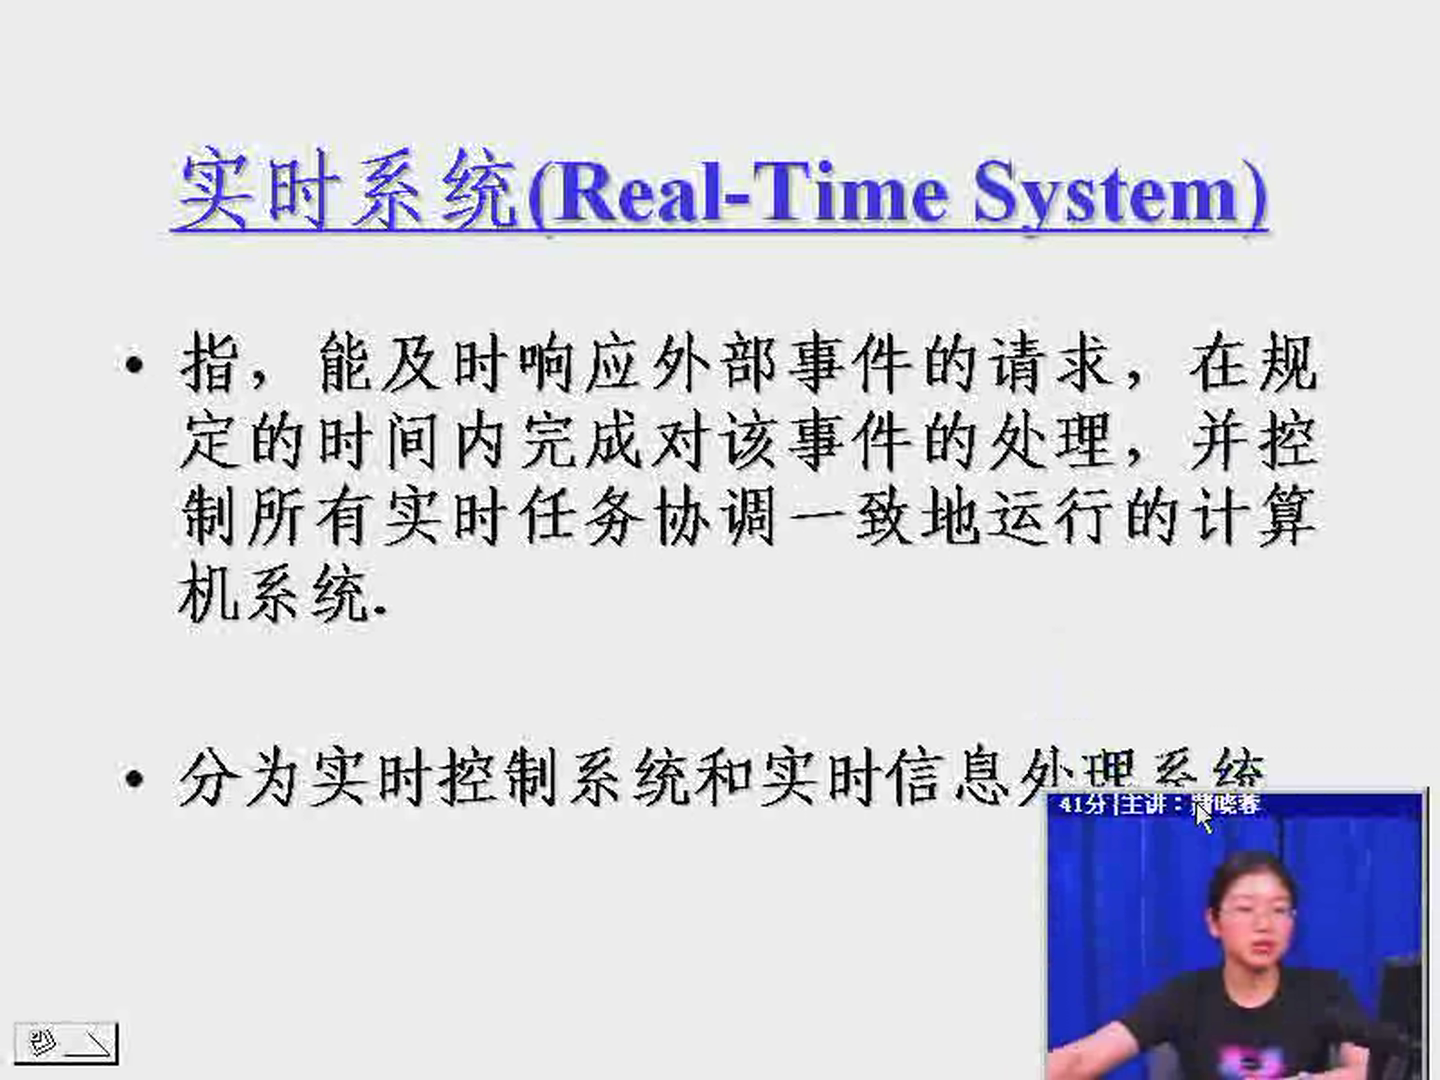 实时系统(Real-Time System)
指，能及时响应外部事件的请求，在规
定的时间内完成对该事件的处理，并控
制所有实时任务协调一致地运行的计算
机系统.
分为实时控制系统和实时信息处理系统
41分|主讲：晓春